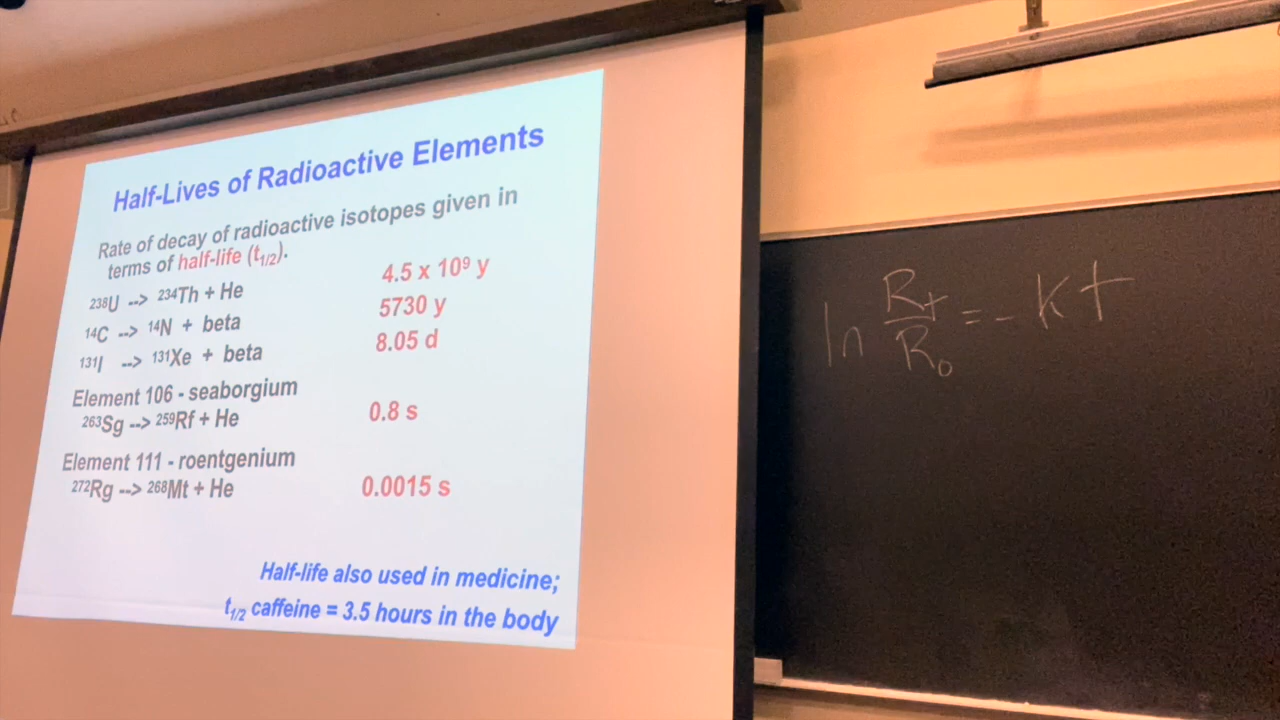 Half-Lives of Radioactive Elements
Rate of decay of radioactive isotopes given in
terms of half-life (t1/2).
²³⁸U --> ²³⁴Th + He 4.5 x 10⁹ y
¹⁴C --> ¹⁴N + beta 5730 y
¹³¹I --> ¹³¹Xe + beta 8.05 d
Element 106 - seaborgium
²⁶³Sg --> ²⁵⁹Rf + He 0.8 s
Element 111 - roentgenium
²⁷²Rg --> ²⁶⁸Mt + He 0.0015 s
Half-life also used in medicine;
t1/2 caffeine = 3.5 hours in the body
ln Rt/R₀ = - kt